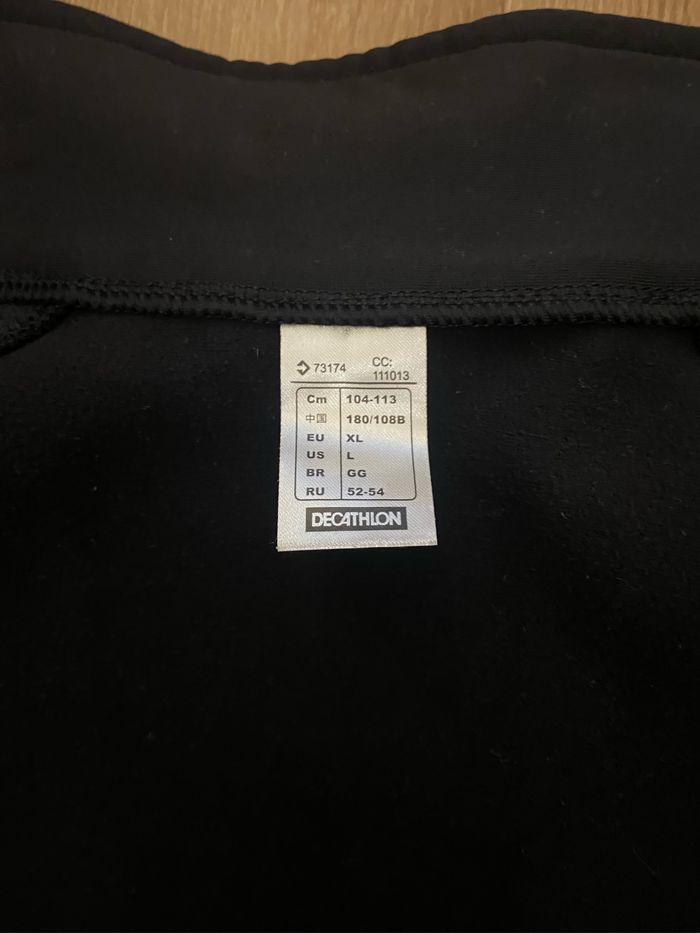 73174 CC:
111013
Cm 104-113
中国 180/108B
EU XL
US L
BR GG
RU 52-54
DECATHLON